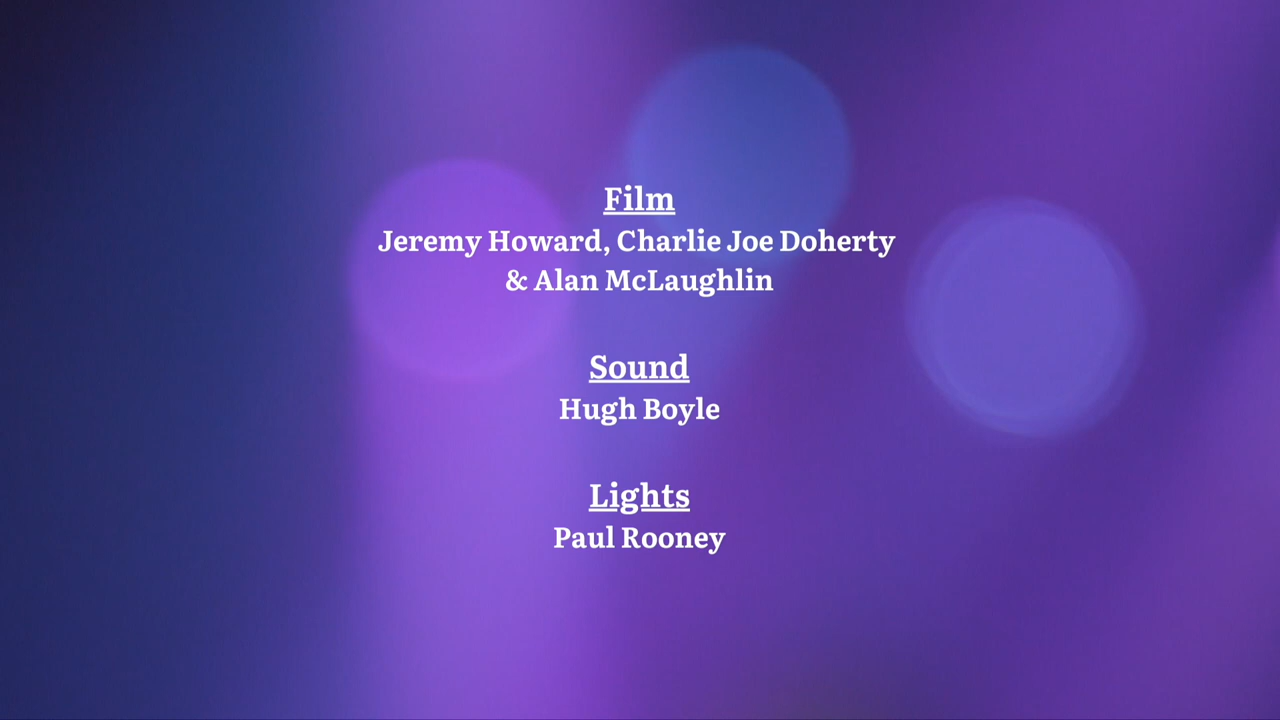 Film
Jeremy Howard, Charlie Joe Doherty
& Alan McLaughlin
Sound
Hugh Boyle
Lights
Paul Rooney